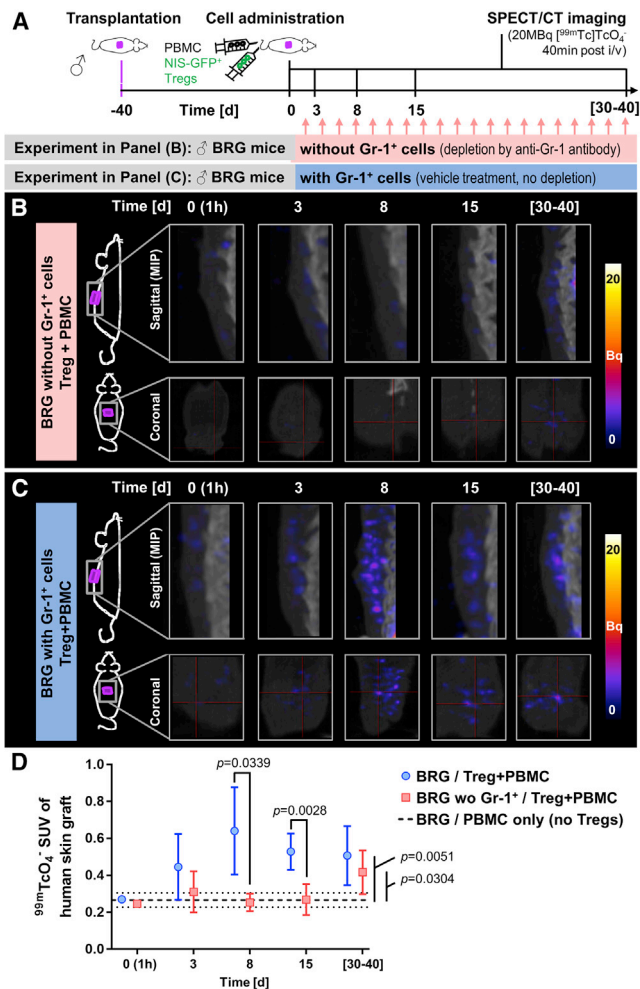 A
Transplantation
Cell administration
SPECT/CT imaging
(20MBq [99mTc]TcO4-
40min post i/v)
♂
PBMC
NIS-GFP+
Tregs
-40
Time [d]
0
3
8
15
[30-40]
Experiment in Panel (B): ♂ BRG mice
without Gr-1+ cells (depletion by anti-Gr-1 antibody)
Experiment in Panel (C): ♂ BRG mice
with Gr-1+ cells (vehicle treatment, no depletion)
B
Time [d]
0 (1h)
3
8
15
[30-40]
BRG without Gr-1+ cells
Treg + PBMC
Sagittal (MIP)
Coronal
20
Bq
0
C
Time [d]
0 (1h)
3
8
15
[30-40]
BRG with Gr-1+ cells
Treg+PBMC
Sagittal (MIP)
Coronal
20
Bq
0
D
99mTcO4- SUV of
human skin graft
1.0
0.8
0.6
0.4
0.2
0.0
p=0.0339
p=0.0028
p=0.0051
p=0.0304
BRG / Treg+PBMC
BRG wo Gr-1+ / Treg+PBMC
BRG / PBMC only (no Tregs)
0 (1h)
3
8
15
[30-40]
Time [d]